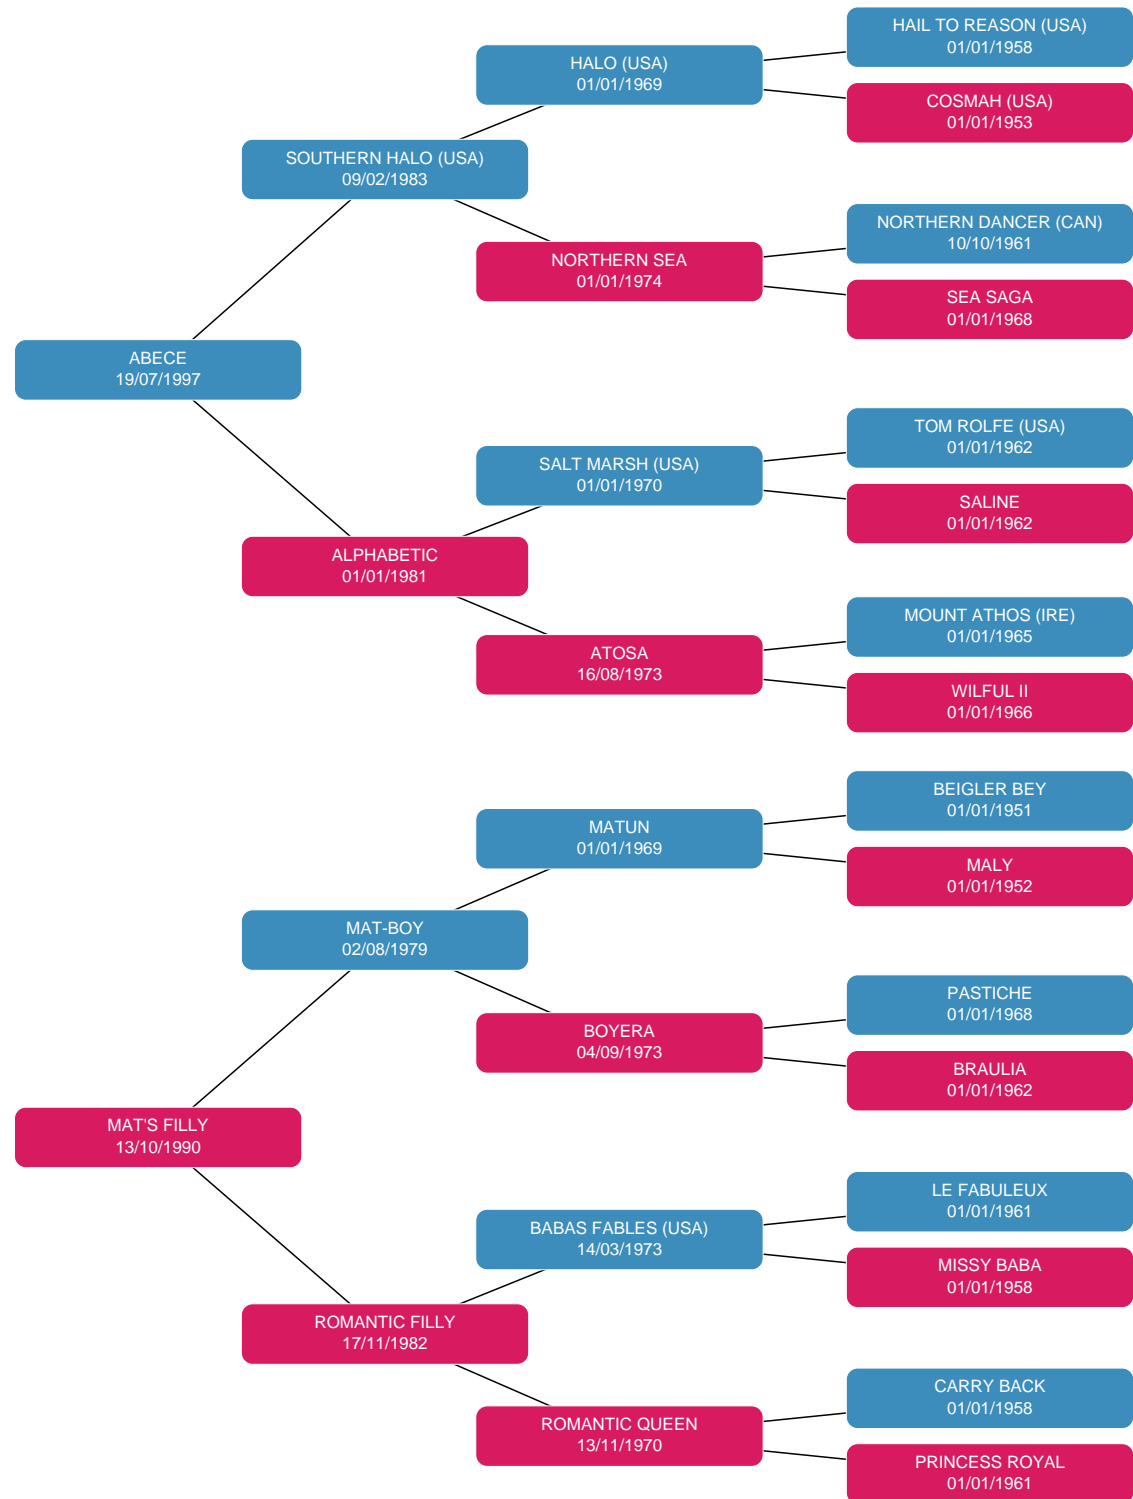 HAIL TO REASON (USA)
01/01/1958
HALO (USA)
01/01/1969
COSMAH (USA)
01/01/1953
SOUTHERN HALO (USA)
09/02/1983
NORTHERN DANCER (CAN)
10/10/1961
NORTHERN SEA
01/01/1974
SEA SAGA
01/01/1968
ABECE
19/07/1997
TOM ROLFE (USA)
01/01/1962
SALT MARSH (USA)
01/01/1970
SALINE
01/01/1962
ALPHABETIC
01/01/1981
MOUNT ATHOS (IRE)
01/01/1965
ATOSA
16/08/1973
WILFUL II
01/01/1966
BEIGLER BEY
01/01/1951
MATUN
01/01/1969
MALY
01/01/1952
MAT-BOY
02/08/1979
PASTICHE
01/01/1968
BOYERA
04/09/1973
BRAULIA
01/01/1962
MAT'S FILLY
13/10/1990
LE FABULEUX
01/01/1961
BABAS FABLES (USA)
14/03/1973
MISSY BABA
01/01/1958
ROMANTIC FILLY
17/11/1982
CARRY BACK
01/01/1958
ROMANTIC QUEEN
13/11/1970
PRINCESS ROYAL
01/01/1961